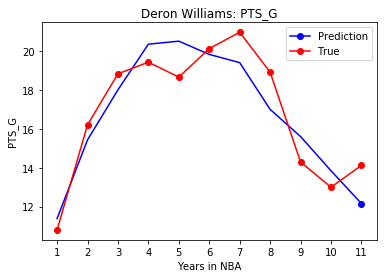 Deron Williams: PTS_G
Prediction
True
PTS_G
20
18
16
14
12
1 2 3 4 5 6 7 8 9 10 11
Years in NBA